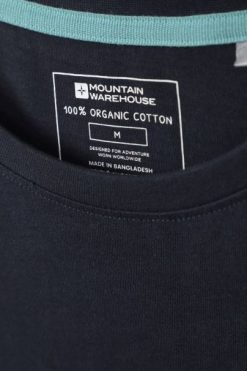 MOUNTAIN
WAREHOUSE
100% ORGANIC COTTON
M
DESIGNED FOR ADVENTURE
WORN WORLDWIDE
MADE IN BANGLADESH